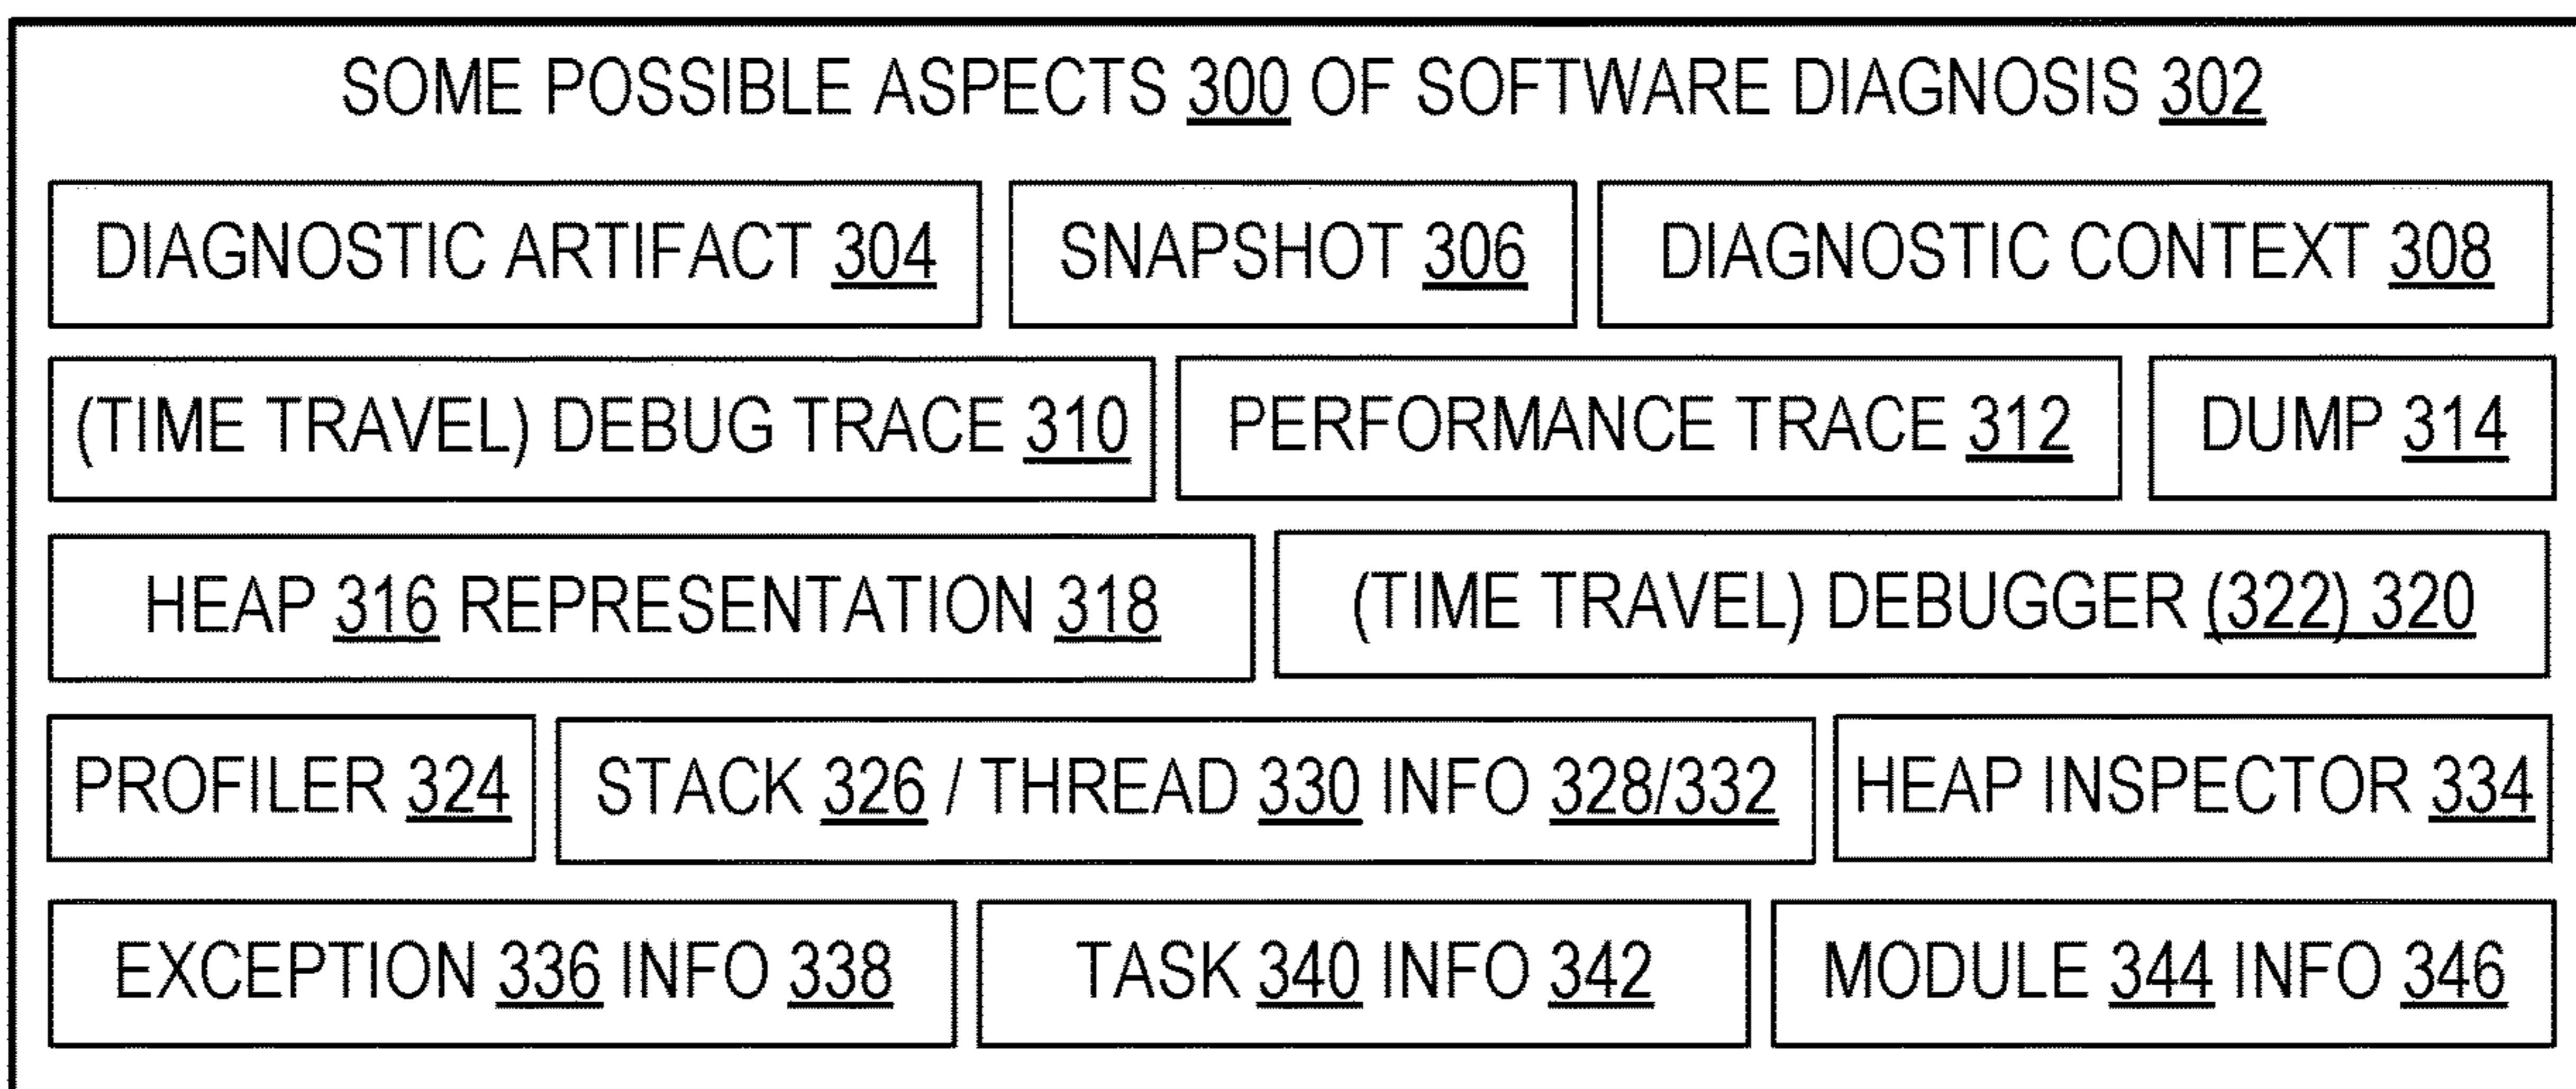 SOME POSSIBLE ASPECTS 300 OF SOFTWARE DIAGNOSIS 302
DIAGNOSTIC ARTIFACT 304
SNAPSHOT 306
DIAGNOSTIC CONTEXT 308
(TIME TRAVEL) DEBUG TRACE 310
PERFORMANCE TRACE 312
DUMP 314
HEAP 316 REPRESENTATION 318
(TIME TRAVEL) DEBUGGER (322) 320
PROFILER 324
STACK 326 / THREAD 330 INFO 328/332
HEAP INSPECTOR 334
EXCEPTION 336 INFO 338
TASK 340 INFO 342
MODULE 344 INFO 346